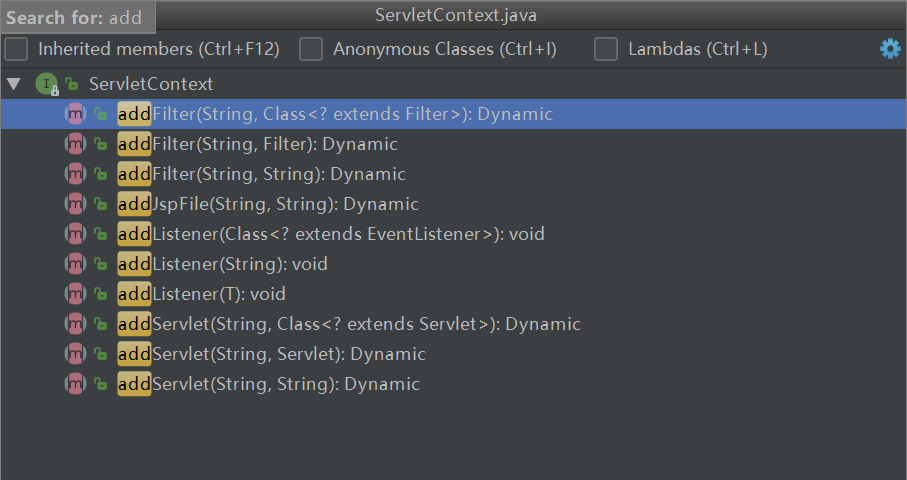 Search for: add
ServletContext.java
Inherited members (Ctrl+F12) Anonymous Classes (Ctrl+I) Lambdas (Ctrl+L)
I ServletContext
m addFilter(String, Class<? extends Filter>): Dynamic
m addFilter(String, Filter): Dynamic
m addFilter(String, String): Dynamic
m addJspFile(String, String): Dynamic
m addListener(Class<? extends EventListener>): void
m addListener(String): void
m addListener(T): void
m addServlet(String, Class<? extends Servlet>): Dynamic
m addServlet(String, Servlet): Dynamic
m addServlet(String, String): Dynamic